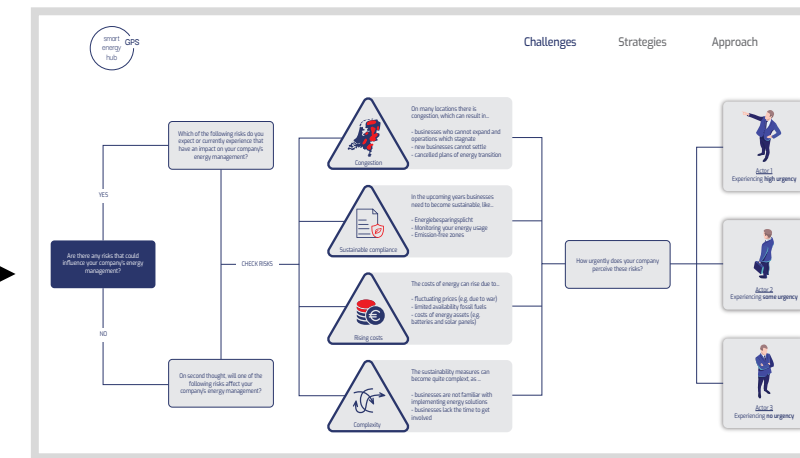 smart
energy
hub
GPS
Challenges
Strategies
Approach
Are there any risks that could
influence your company's energy
management?
YES
NO
Which of the following risks do you
expect or currently experience that
have an impact on your company's
energy management?
On second thought, will one of the
following risks affect your
company's energy management?
CHECK RISKS
Congestion
On many locations there is
congestion, which can result in...
- businesses who cannot expand and
operations which stagnate
- new businesses cannot settle
- cancelled plans of energy transition
Sustainable compliance
In the upcoming years businesses
need to become sustainable, like...
- Energiebesparingsplicht
- Monitoring your energy usage
- Emission-free zones
Rising costs
The costs of energy can rise due to...
- fluctuating prices (e.g. due to war)
- limited availability fossil fuels
- costs of energy assets (e.g.
batteries and solar panels)
Complexity
The sustainability measures can
become quite complext, as ...
- businesses are not familiar with
implementing energy solutions
- businesses lack the time to get
involved
How urgently does your company
perceive these risks?
Actor 1
Experiencing high urgency
Actor 2
Experiencing some urgency
Actor 3
Experiencing no urgency